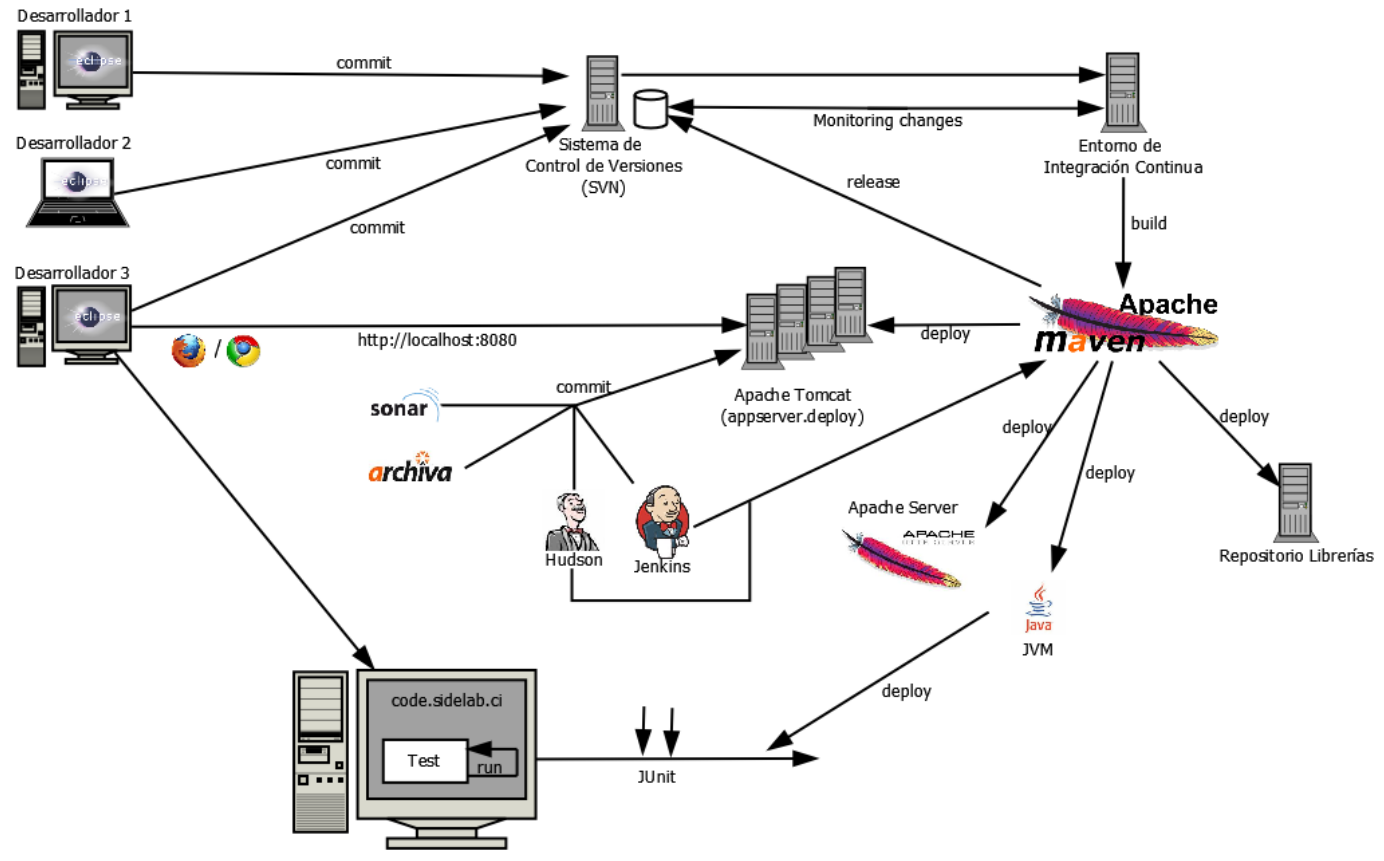 Desarrollador 1
eclipse
commit
Monitoring changes
Sistema de
Control de Versiones
(SVN)
Entorno de
Integración Continua
Desarrollador 2
eclipse
commit
release
build
commit
Desarrollador 3
eclipse
/
http://localhost:8080
deploy
Apache
maven
commit
Apache Tomcat
(appserver.deploy)
sonar
archiva
deploy
deploy
deploy
Hudson
Jenkins
Apache Server
APACHE
Repositorio Librerías
Java
JVM
deploy
code.sidelab.ci
Test
run
JUnit